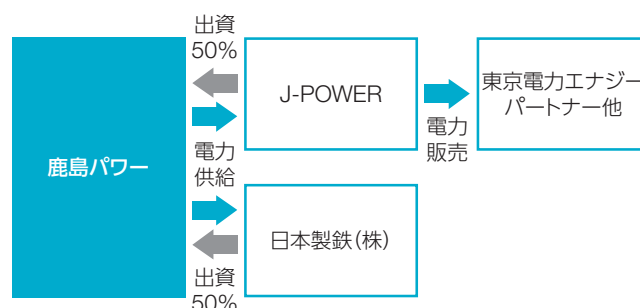 出資
50%
鹿島パワー
J-POWER
東京電力エナジー
パートナー他
電力
供給
電力
販売
日本製鉄(株)
出資
50%